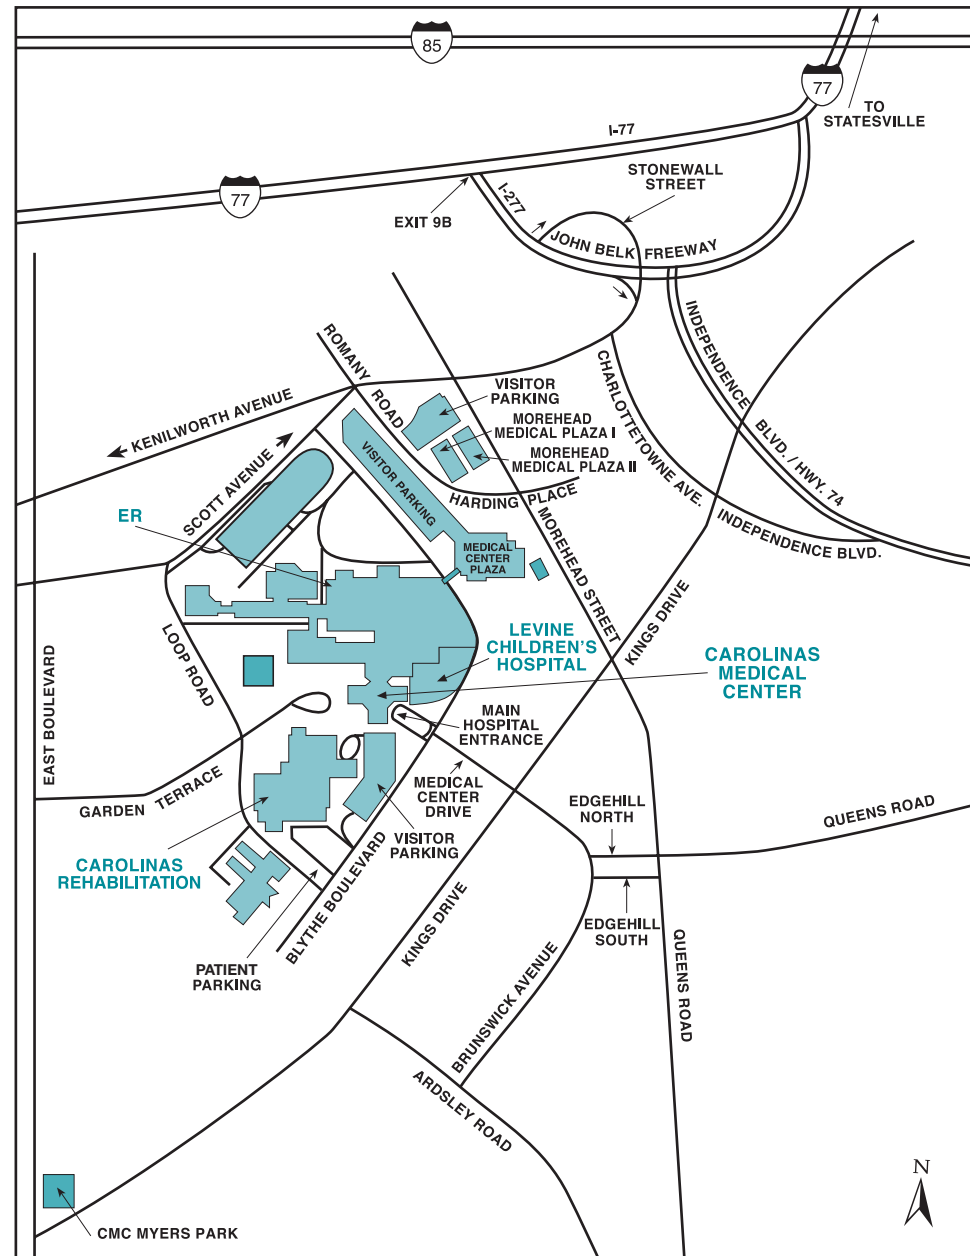 85
77
TO
STATESVILLE
I-77
STONEWALL
STREET
77
I-277
EXIT 9B
JOHN BELK FREEWAY
INDEPENDENCE BLVD. / HWY. 74
ROMANY ROAD
CHARLOTTETOWNE AVE.
VISITOR
PARKING
KENILWORTH AVENUE
MOREHEAD
MEDICAL PLAZA I
MOREHEAD
MEDICAL PLAZA II
SCOTT AVENUE
VISITOR PARKING
HARDING PLACE
ER
MOREHEAD STREET
INDEPENDENCE BLVD.
MEDICAL
CENTER
PLAZA
KINGS DRIVE
LOOP ROAD
LEVINE
CHILDREN'S
HOSPITAL
CAROLINAS
MEDICAL
CENTER
EAST BOULEVARD
MAIN
HOSPITAL
ENTRANCE
GARDEN TERRACE
MEDICAL
CENTER
DRIVE
EDGEHILL
NORTH
QUEENS ROAD
VISITOR
PARKING
CAROLINAS
REHABILITATION
BLYTHE BOULEVARD
KINGS DRIVE
EDGEHILL
SOUTH
QUEENS ROAD
PATIENT
PARKING
BRUNSWICK AVENUE
ARDSLEY ROAD
N
CMC MYERS PARK